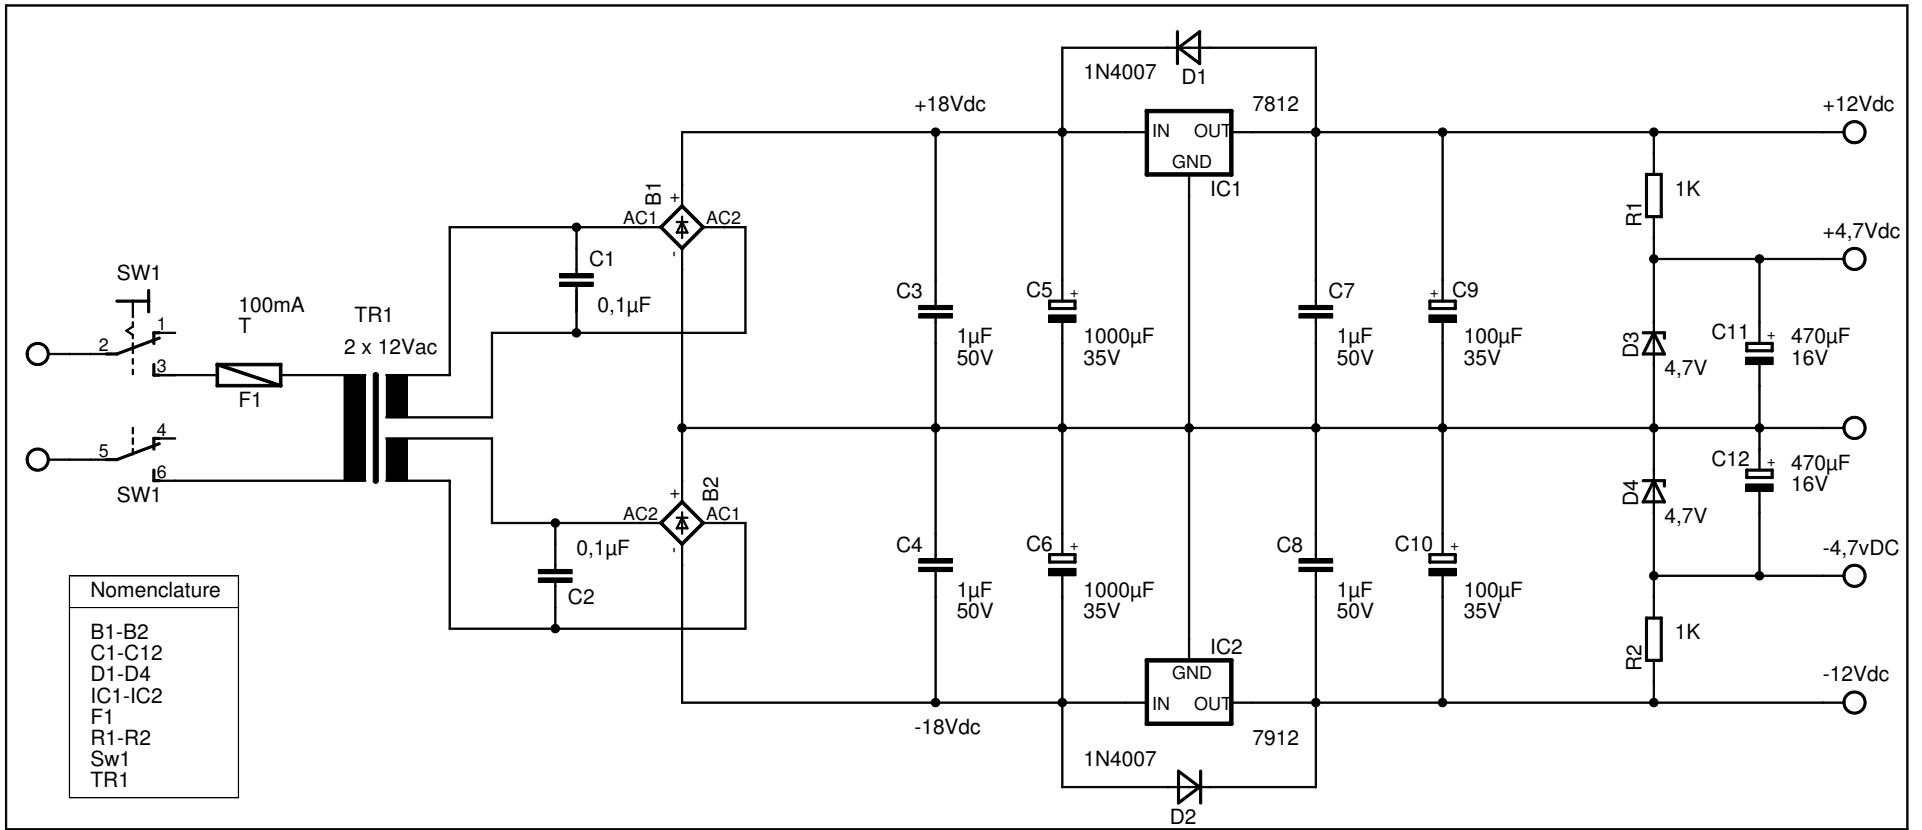 1N4007
D1
+18Vdc
7812
+12Vdc
IN
OUT
GND
IC1
B1
+
AC1
AC2
-
R1
1K
+4,7Vdc
SW1
C1
0,1µF
100mA
T
TR1
2 x 12Vac
F1
1
2
3
4
5
6
SW1
C3
1µF
50V
C5
+
1000µF
35V
C7
1µF
50V
+
C9
100µF
35V
D3
4,7V
C11
+
470µF
16V
B2
+
AC2
AC1
-
0,1µF
C2
C4
1µF
50V
C6
+
1000µF
35V
C8
1µF
50V
C10
+
100µF
35V
D4
4,7V
C12
+
470µF
16V
-4,7vDC
R2
1K
-12Vdc
IC2
GND
IN
OUT
7912
-18Vdc
1N4007
D2
Nomenclature
B1-B2
C1-C12
D1-D4
IC1-IC2
F1
R1-R2
Sw1
TR1